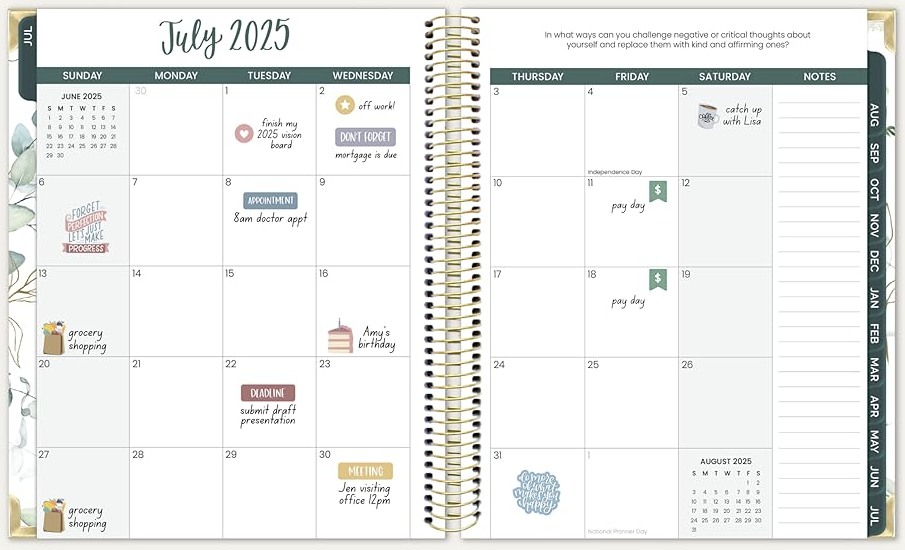 JUL
July 2025
SUNDAY MONDAY TUESDAY WEDNESDAY
JUNE 2025
S M T W T F S
1 2 3 4 5 6 7
8 9 10 11 12 13 14
15 16 17 18 19 20 21
22 23 24 25 26 27 28
29 30
30
1
finish my
2025 vision
board
2
off work!
DON'T FORGET
mortgage is due
6
FORGET
PERFECTION
LET'S JUST
MAKE
PROGRESS
7
8
APPOINTMENT
8am doctor appt
9
13
grocery
shopping
14
15
16
Amy's
birthday
20
21
22
DEADLINE
submit draft
presentation
23
27
grocery
shopping
28
29
30
MEETING
Jen visiting
office 12pm
In what ways can you challenge negative or critical thoughts about
yourself and replace them with kind and affirming ones?
THURSDAY FRIDAY SATURDAY NOTES
3
4
Independence Day
5
coffee
catch up
with Lisa
10
11
$
pay day
12
17
18
$
pay day
19
24
25
26
31
1
National Planner Day
AUGUST 2025
S M T W T F S
1 2
3 4 5 6 7 8 9
10 11 12 13 14 15 16
17 18 19 20 21 22 23
24 25 26 27 28 29 30
31
AUG
SEP
OCT
NOV
DEC
JAN
FEB
MAR
APR
MAY
JUN
JUL